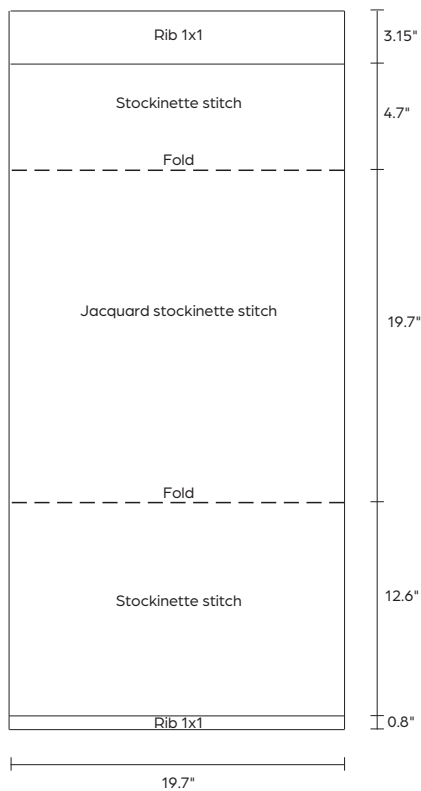 Rib 1x1
3.15"
Stockinette stitch
4.7"
Fold
Jacquard stockinette stitch
19.7"
Fold
Stockinette stitch
12.6"
Rib 1x1
0.8"
19.7"